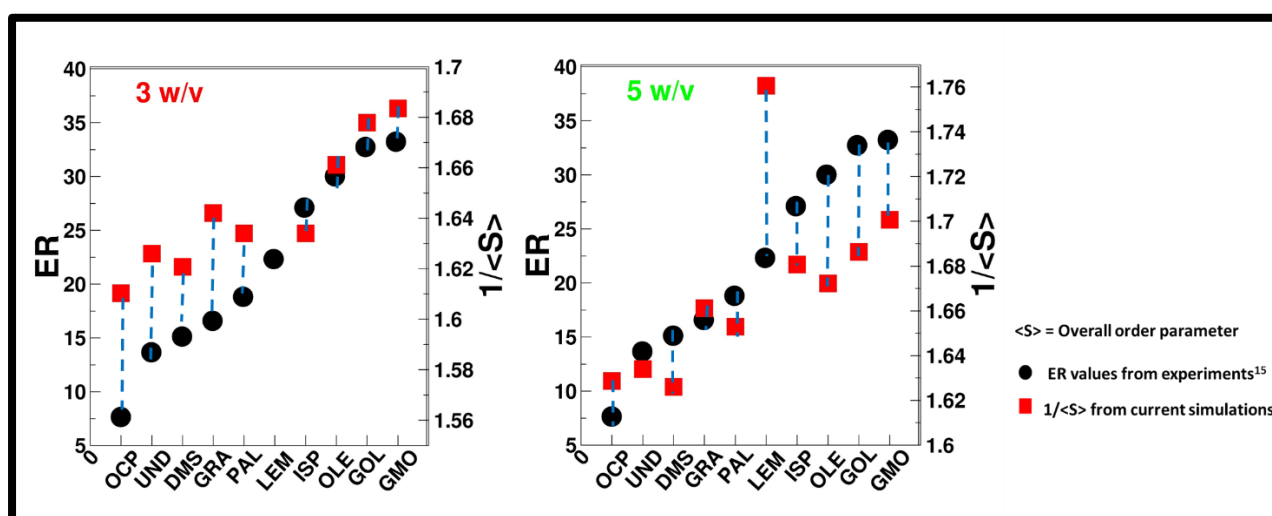 3 w/v
40
35
30
25
20
15
10
5
ER
1.7
1.68
1.66
1.64
1.62
1.6
1.58
1.56
1/<S>
0
OCP
UND
DMS
GRA
PAL
LEM
ISP
OLE
GOL
GMO
5 w/v
40
35
30
25
20
15
10
5
ER
1.76
1.74
1.72
1.7
1.68
1.66
1.64
1.62
1.6
1/<S>
0
OCP
UND
DMS
GRA
PAL
LEM
ISP
OLE
GOL
GMO
<S> = Overall order parameter
ER values from experiments¹⁵
1/<S> from current simulations